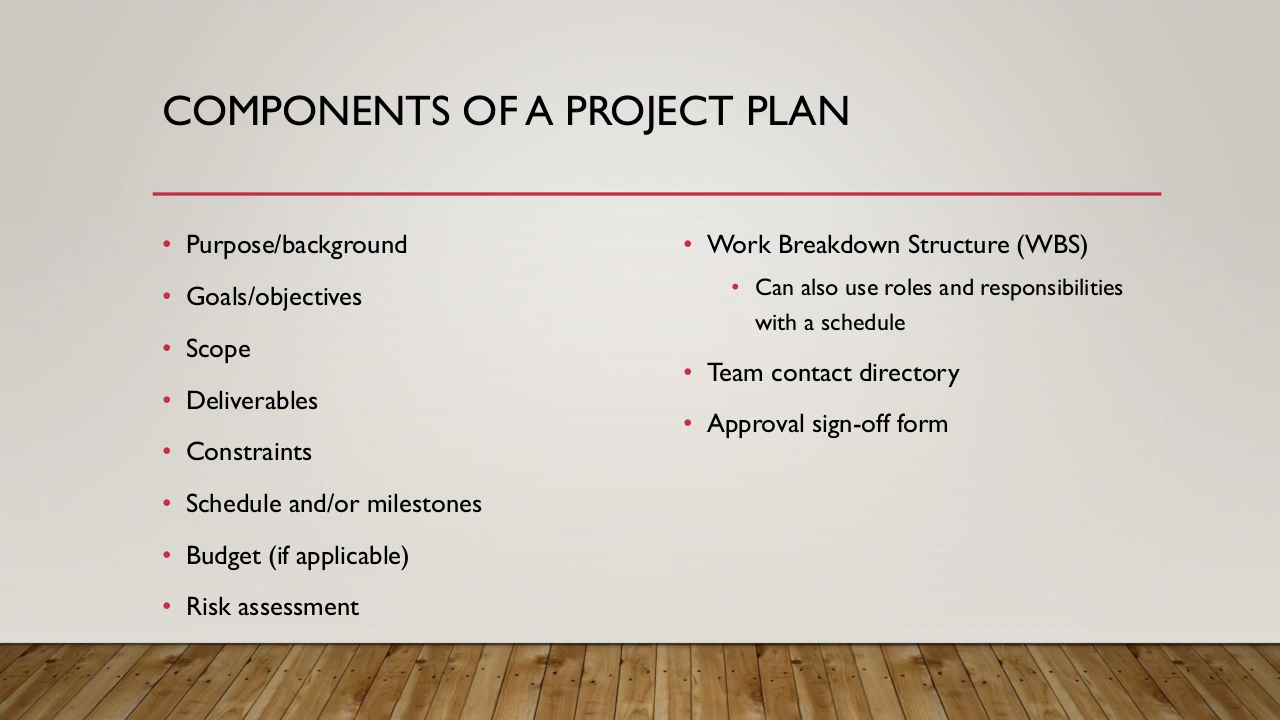 COMPONENTS OF A PROJECT PLAN
• Purpose/background
• Goals/objectives
• Scope
• Deliverables
• Constraints
• Schedule and/or milestones
• Budget (if applicable)
• Risk assessment
• Work Breakdown Structure (WBS)
• Can also use roles and responsibilities
with a schedule
• Team contact directory
• Approval sign-off form